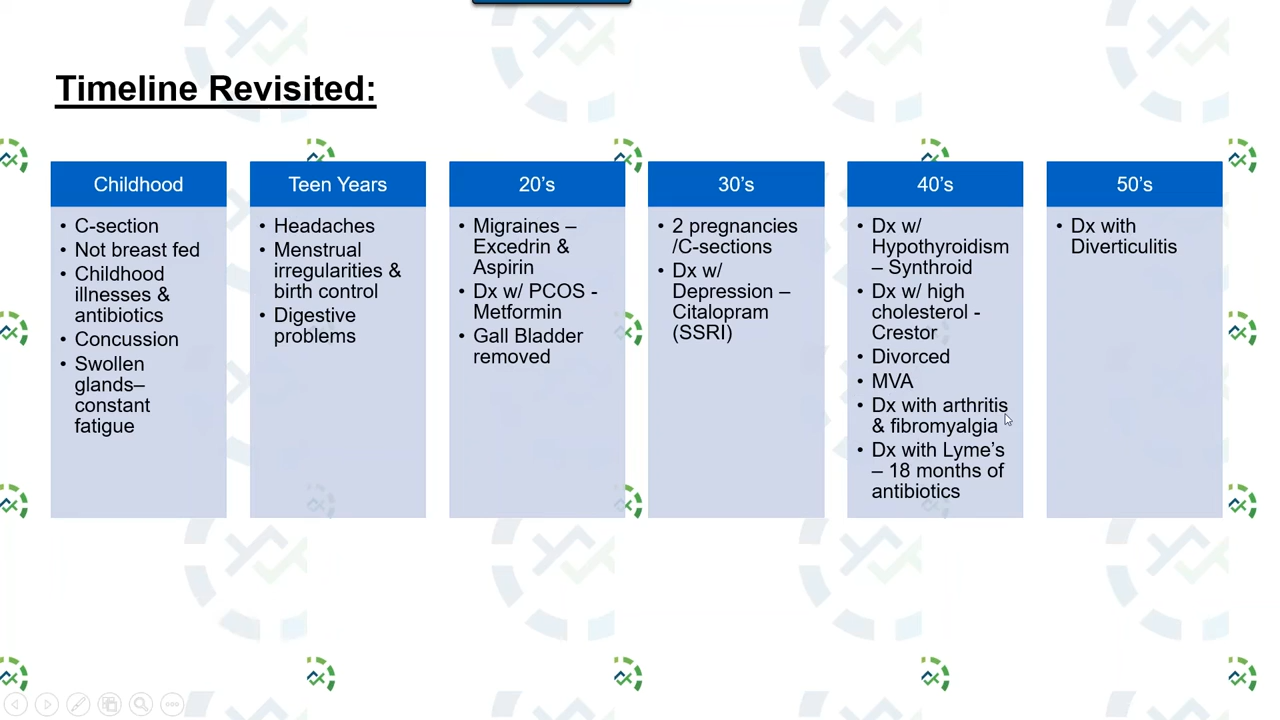 Timeline Revisited:
Childhood
• C-section
• Not breast fed
• Childhood
illnesses &
antibiotics
• Concussion
• Swollen
glands–
constant
fatigue
Teen Years
• Headaches
• Menstrual
irregularities &
birth control
• Digestive
problems
20's
• Migraines –
Excedrin &
Aspirin
• Dx w/ PCOS -
Metformin
• Gall Bladder
removed
30's
• 2 pregnancies
/C-sections
• Dx w/
Depression –
Citalopram
(SSRI)
40's
• Dx w/
Hypothyroidism
– Synthroid
• Dx w/ high
cholesterol -
Crestor
• Divorced
• MVA
• Dx with arthritis
& fibromyalgia
• Dx with Lyme's
– 18 months of
antibiotics
50's
• Dx with
Diverticulitis